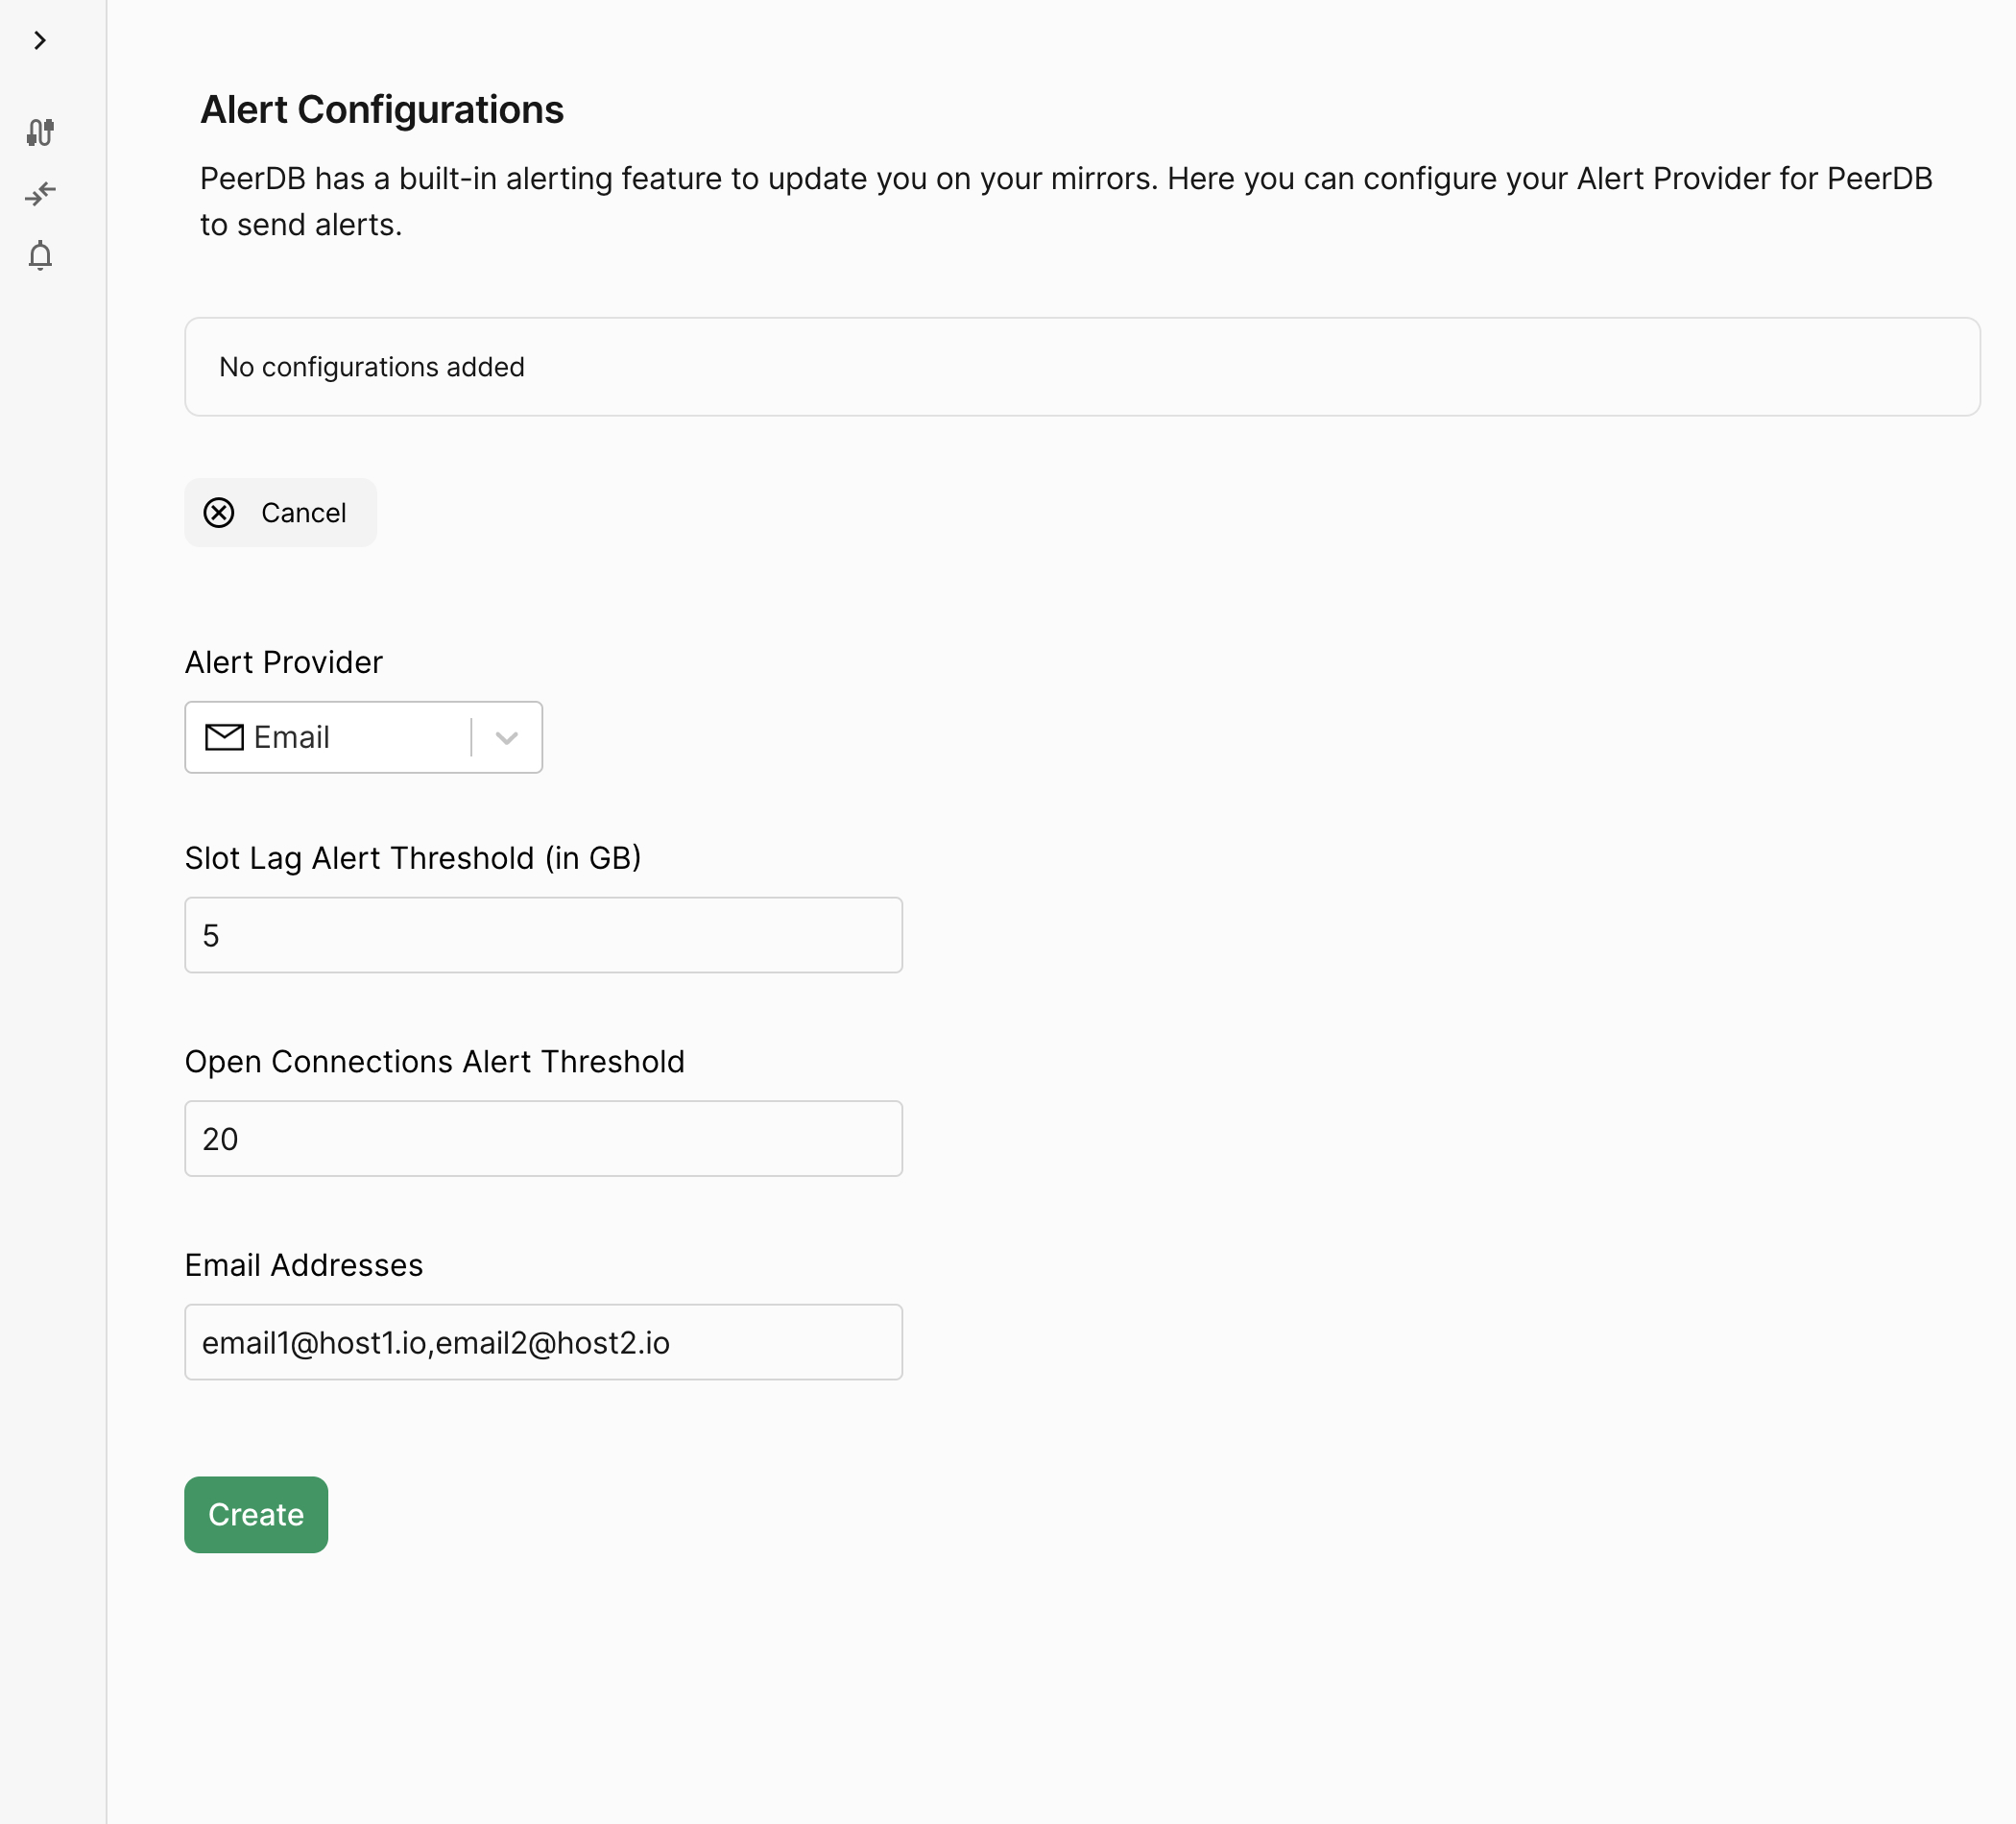 Alert Configurations
PeerDB has a built-in alerting feature to update you on your mirrors. Here you can configure your Alert Provider for PeerDB
to send alerts.
No configurations added
Cancel
Alert Provider
Email
Slot Lag Alert Threshold (in GB)
5
Open Connections Alert Threshold
20
Email Addresses
email1@host1.io,email2@host2.io
Create